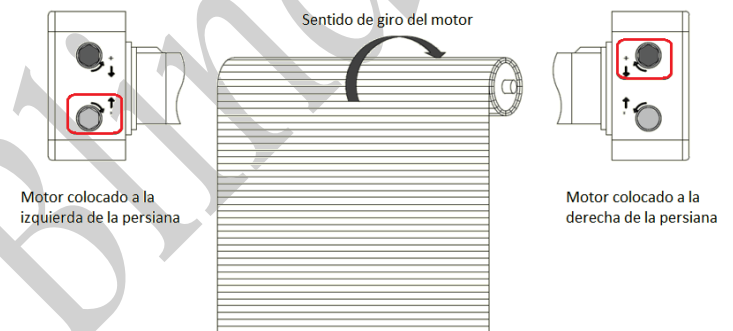 Sentido de giro del motor
+
-
+
-
Motor colocado a la
izquierda de la persiana
Motor colocado a la
derecha de la persiana